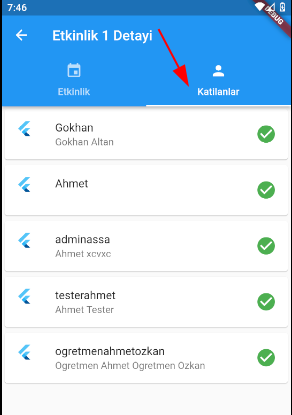 7:46
DEBUG
Etkinlik 1 Detayi
Etkinlik
Katilanlar
Gokhan
Gokhan Altan
Ahmet
adminassa
Ahmet xcvxc
testerahmet
Ahmet Tester
ogretmenahmetozkan
Ogretmen Ahmet Ogretmen Ozkan